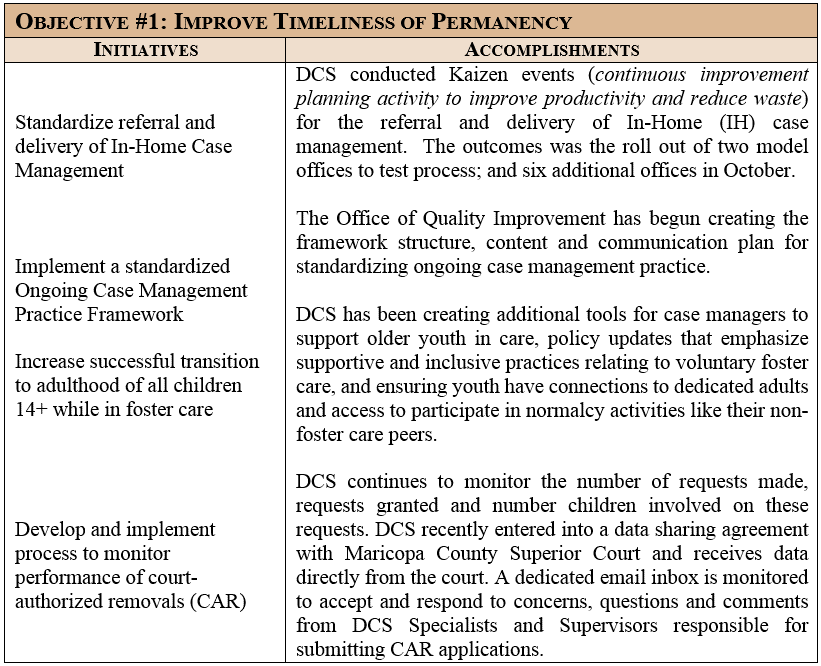 OBJECTIVE #1: IMPROVE TIMELINESS OF PERMANENCY
INITIATIVES
ACCOMPLISHMENTS
Standardize referral and
delivery of In-Home Case
Management
DCS conducted Kaizen events (continuous improvement
planning activity to improve productivity and reduce waste)
for the referral and delivery of In-Home (IH) case
management.  The outcomes was the roll out of two model
offices to test process; and six additional offices in October.
Implement a standardized
Ongoing Case Management
Practice Framework
The Office of Quality Improvement has begun creating the
framework structure, content and communication plan for
standardizing ongoing case management practice.
Increase successful transition
to adulthood of all children
14+ while in foster care
DCS has been creating additional tools for case managers to
support older youth in care, policy updates that emphasize
supportive and inclusive practices relating to voluntary foster
care, and ensuring youth have connections to dedicated adults
and access to participate in normalcy activities like their non-
foster care peers.
Develop and implement
process to monitor
performance of court-
authorized removals (CAR)
DCS continues to monitor the number of requests made,
requests granted and number children involved on these
requests. DCS recently entered into a data sharing agreement
with Maricopa County Superior Court and receives data
directly from the court. A dedicated email inbox is monitored
to accept and respond to concerns, questions and comments
from DCS Specialists and Supervisors responsible for
submitting CAR applications.